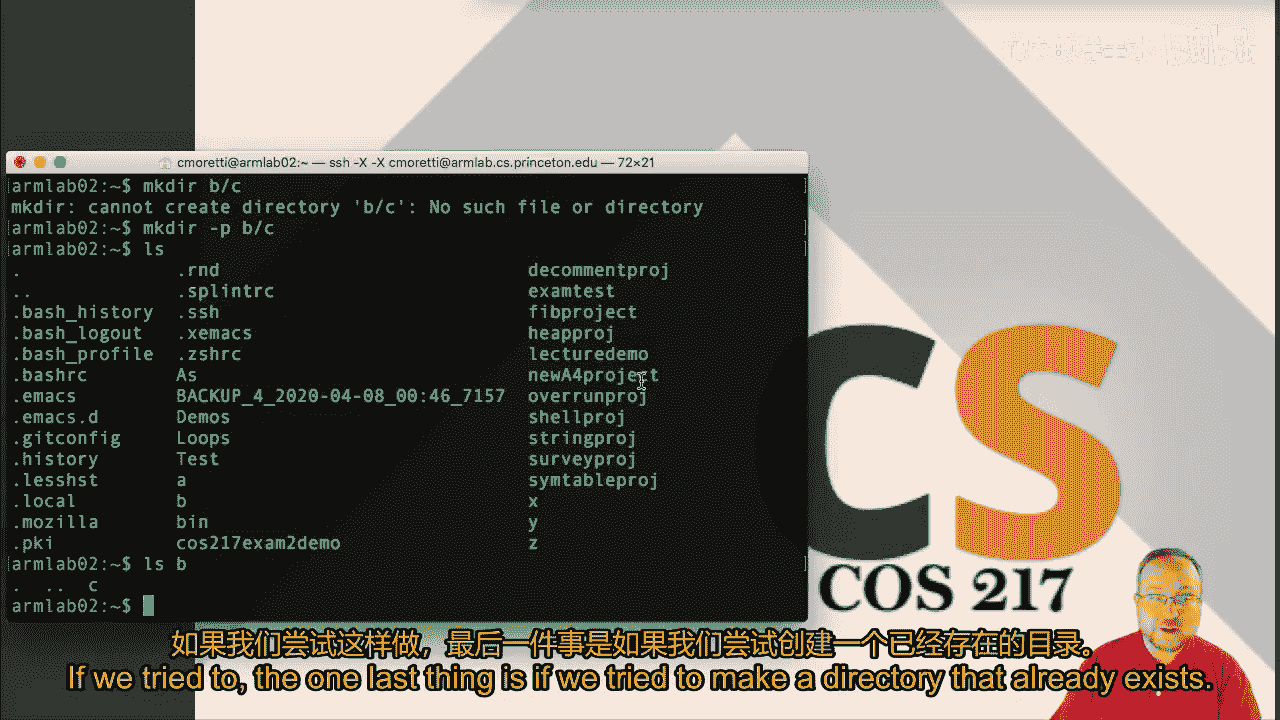 cmoretti@armlab02:~ — ssh -X -X cmoretti@armlab.cs.princeton.edu — 72×21
armlab02:~$ mkdir b/c
mkdir: cannot create directory 'b/c': No such file or directory
armlab02:~$ mkdir -p b/c
armlab02:~$ ls
. .rnd decommentproj
.. .splintrc examtest
.bash_history .ssh fibproject
.bash_logout .xemacs heapproj
.bash_profile .zshrc lecturedemo
.bashrc As newA4project
.emacs BACKUP_4_2020-04-08_00:46_7157 overrunproj
.emacs.d Demos shellproj
.gitconfig Loops stringproj
.history Test surveyproj
.lesshst a symtableproj
.local b x
.mozilla bin y
.pki cos217exam2demo z
armlab02:~$ ls b
. .. c
armlab02:~$
CS
COS 217
如果我们尝试这样做，最后一件事是如果我们尝试创建一个已经存在的目录。
If we tried to, the one last thing is if we tried to make a directory that already exists.